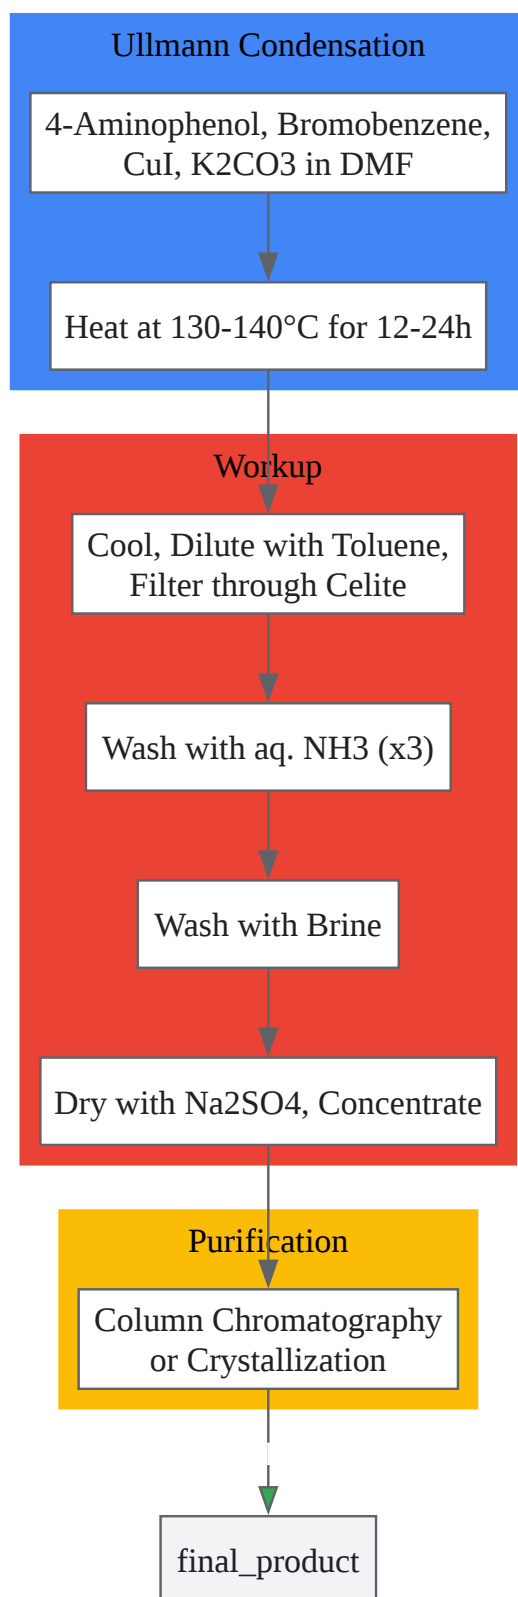 Ullmann Condensation
4-Aminophenol, Bromobenzene,
CuI, K2CO3 in DMF
Heat at 130-140°C for 12-24h
Workup
Cool, Dilute with Toluene,
Filter through Celite
Wash with aq. NH3 (x3)
Wash with Brine
Dry with Na2SO4, Concentrate
Purification
Column Chromatography
or Crystallization
final_product